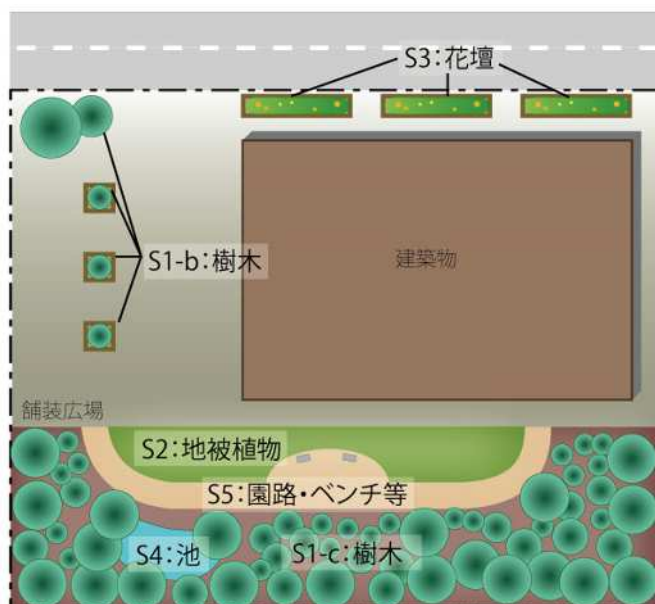 S3：花壇
S1-b：樹木
建築物
舗装広場
S2：地被植物
S5：園路・ベンチ等
S4：池
S1-c：樹木